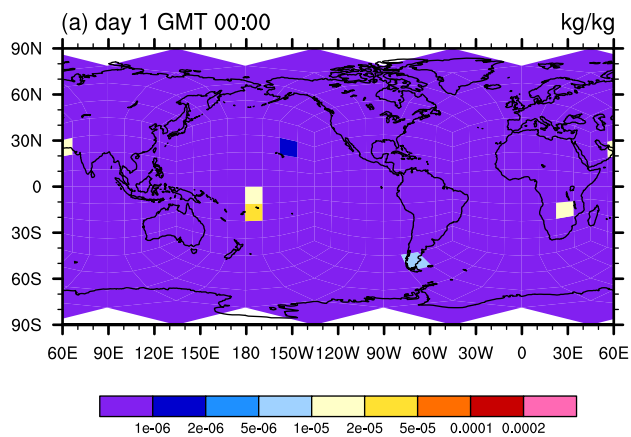 (a) day 1 GMT 00:00 kg/kg
90N
60N
30N
0
30S
60S
90S
60E 90E 120E 150E 180 150W 120W 90W 60W 30W 0 30E 60E
1e-06 2e-06 5e-06 1e-05 2e-05 5e-05 0.0001 0.0002